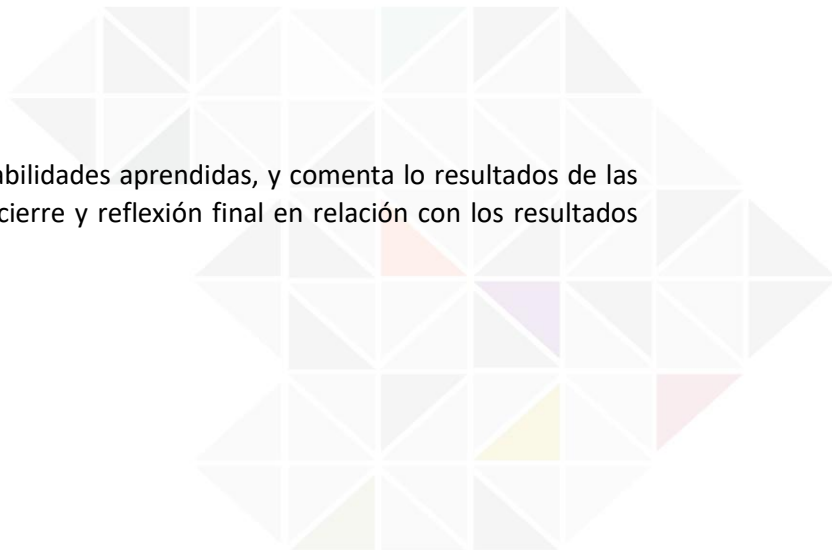 abilidades aprendidas, y comenta lo resultados de las
cierre y reflexión final en relación con los resultados